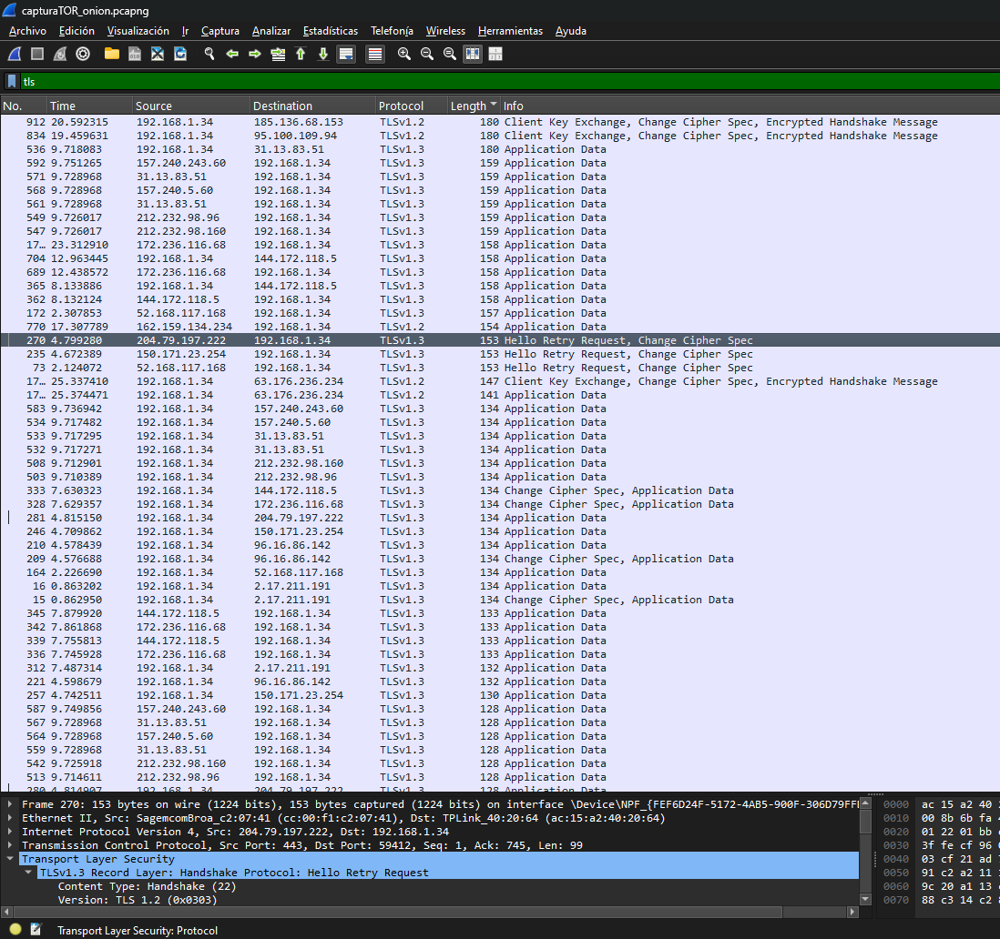 capturaTOR_onion.pcapng
Archivo Edición Visualización Ir Captura Analizar Estadísticas Telefonía Wireless Herramientas Ayuda
tls
No. Time Source Destination Protocol Length Info
912 20.592315 192.168.1.34 185.136.68.153 TLSv1.2 180 Client Key Exchange, Change Cipher Spec, Encrypted Handshake Message
834 19.459631 192.168.1.34 95.100.109.94 TLSv1.2 180 Client Key Exchange, Change Cipher Spec, Encrypted Handshake Message
536 9.718083 192.168.1.34 31.13.83.51 TLSv1.3 180 Application Data
592 9.751265 157.240.243.60 192.168.1.34 TLSv1.3 159 Application Data
571 9.728968 31.13.83.51 192.168.1.34 TLSv1.3 159 Application Data
568 9.728968 157.240.5.60 192.168.1.34 TLSv1.3 159 Application Data
561 9.728968 31.13.83.51 192.168.1.34 TLSv1.3 159 Application Data
549 9.726017 212.232.98.96 192.168.1.34 TLSv1.3 159 Application Data
547 9.726017 212.232.98.160 192.168.1.34 TLSv1.3 159 Application Data
17… 23.312910 172.236.116.68 192.168.1.34 TLSv1.3 158 Application Data
704 12.963445 192.168.1.34 144.172.118.5 TLSv1.3 158 Application Data
689 12.438572 172.236.116.68 192.168.1.34 TLSv1.3 158 Application Data
365 8.133886 192.168.1.34 144.172.118.5 TLSv1.3 158 Application Data
362 8.132124 144.172.118.5 192.168.1.34 TLSv1.3 158 Application Data
172 2.307853 52.168.117.168 192.168.1.34 TLSv1.3 157 Application Data
770 17.307789 162.159.134.234 192.168.1.34 TLSv1.2 154 Application Data
270 4.799280 204.79.197.222 192.168.1.34 TLSv1.3 153 Hello Retry Request, Change Cipher Spec
235 4.672389 150.171.23.254 192.168.1.34 TLSv1.3 153 Hello Retry Request, Change Cipher Spec
73 2.124072 52.168.117.168 192.168.1.34 TLSv1.3 153 Hello Retry Request, Change Cipher Spec
17… 25.337410 192.168.1.34 63.176.236.234 TLSv1.2 147 Client Key Exchange, Change Cipher Spec, Encrypted Handshake Message
17… 25.374471 192.168.1.34 63.176.236.234 TLSv1.2 141 Application Data
583 9.736942 192.168.1.34 157.240.243.60 TLSv1.3 134 Application Data
534 9.717482 192.168.1.34 157.240.5.60 TLSv1.3 134 Application Data
533 9.717295 192.168.1.34 31.13.83.51 TLSv1.3 134 Application Data
532 9.717271 192.168.1.34 31.13.83.51 TLSv1.3 134 Application Data
508 9.712901 192.168.1.34 212.232.98.160 TLSv1.3 134 Application Data
503 9.710389 192.168.1.34 212.232.98.96 TLSv1.3 134 Application Data
333 7.630323 192.168.1.34 144.172.118.5 TLSv1.3 134 Change Cipher Spec, Application Data
328 7.629357 192.168.1.34 172.236.116.68 TLSv1.3 134 Change Cipher Spec, Application Data
281 4.815150 192.168.1.34 204.79.197.222 TLSv1.3 134 Application Data
246 4.709862 192.168.1.34 150.171.23.254 TLSv1.3 134 Application Data
210 4.578439 192.168.1.34 96.16.86.142 TLSv1.3 134 Application Data
209 4.576688 192.168.1.34 96.16.86.142 TLSv1.3 134 Change Cipher Spec, Application Data
164 2.226690 192.168.1.34 52.168.117.168 TLSv1.3 134 Application Data
16 0.863202 192.168.1.34 2.17.211.191 TLSv1.3 134 Application Data
15 0.862950 192.168.1.34 2.17.211.191 TLSv1.3 134 Change Cipher Spec, Application Data
345 7.879920 144.172.118.5 192.168.1.34 TLSv1.3 133 Application Data
342 7.861868 172.236.116.68 192.168.1.34 TLSv1.3 133 Application Data
339 7.755813 144.172.118.5 192.168.1.34 TLSv1.3 133 Application Data
336 7.745928 172.236.116.68 192.168.1.34 TLSv1.3 133 Application Data
312 7.487314 192.168.1.34 2.17.211.191 TLSv1.3 132 Application Data
221 4.598679 192.168.1.34 96.16.86.142 TLSv1.3 132 Application Data
257 4.742511 192.168.1.34 150.171.23.254 TLSv1.3 130 Application Data
587 9.749856 157.240.243.60 192.168.1.34 TLSv1.3 128 Application Data
567 9.728968 31.13.83.51 192.168.1.34 TLSv1.3 128 Application Data
564 9.728968 157.240.5.60 192.168.1.34 TLSv1.3 128 Application Data
559 9.728968 31.13.83.51 192.168.1.34 TLSv1.3 128 Application Data
542 9.725918 212.232.98.160 192.168.1.34 TLSv1.3 128 Application Data
513 9.714611 212.232.98.96 192.168.1.34 TLSv1.3 128 Application Data
280 4.814907 192.168.1.34 204.79.197.222 TLSv1.3 128 Application Data
Frame 270: 153 bytes on wire (1224 bits), 153 bytes captured (1224 bits) on interface \Device\NPF_{FEF6D24F-5172-4AB5-900F-306D79FF
Ethernet II, Src: SagemcomBroa_c2:07:41 (cc:00:f1:c2:07:41), Dst: TPLink_40:20:64 (ac:15:a2:40:20:64)
Internet Protocol Version 4, Src: 204.79.197.222, Dst: 192.168.1.34
Transmission Control Protocol, Src Port: 443, Dst Port: 59412, Seq: 1, Ack: 745, Len: 99
Transport Layer Security
TLSv1.3 Record Layer: Handshake Protocol: Hello Retry Request
Content Type: Handshake (22)
Version: TLS 1.2 (0x0303)
0000 ac 15 a2 40
0010 00 8b 6b fa
0020 01 22 01 bb
0030 3f fe cf 96
0040 03 cf 21 ad
0050 91 c2 a2 11
0060 9c 20 a1 13
0070 88 c3 14 c2
Transport Layer Security: Protocol